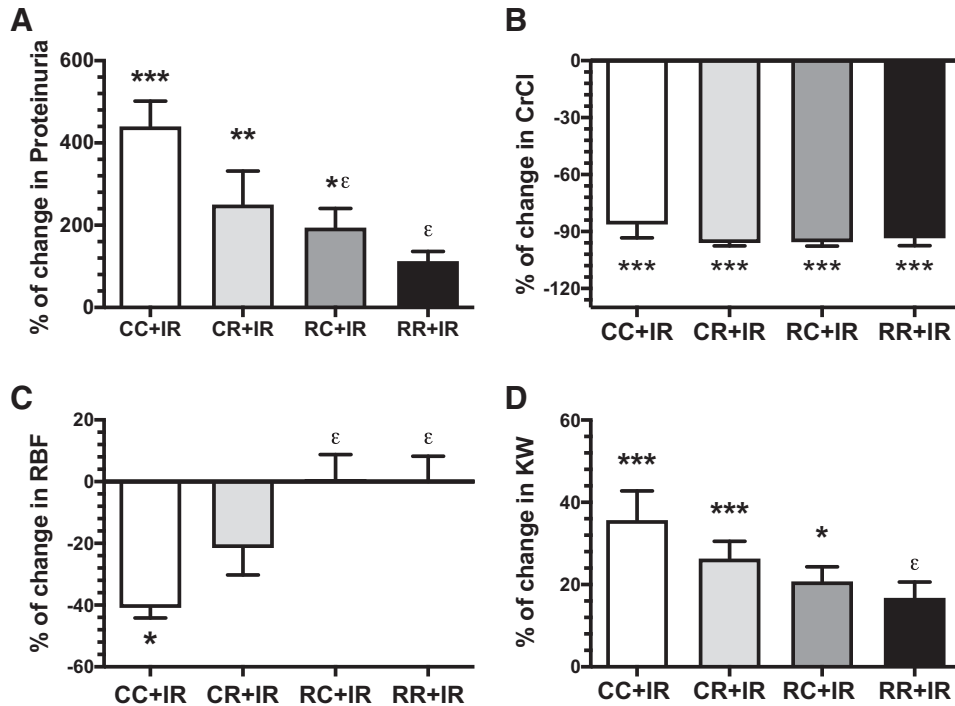 A
% of change in Proteinuria
600
400
200
0
***
**
*ε
ε
CC+IR CR+IR RC+IR RR+IR
B
% of change in CrCl
0
-30
-60
-90
-120
*** *** *** ***
CC+IR CR+IR RC+IR RR+IR
C
% of change in RBF
20
0
-20
-40
-60
ε ε
*
CC+IR CR+IR RC+IR RR+IR
D
% of change in KW
60
40
20
0
***
***
*
ε
CC+IR CR+IR RC+IR RR+IR